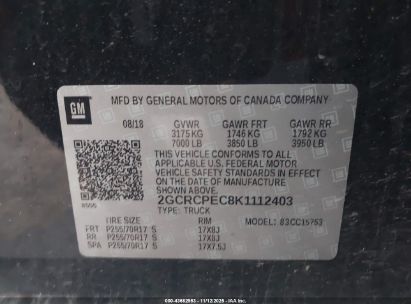 GM
MFD BY GENERAL MOTORS OF CANADA COMPANY
08/18 GVWR GAWR FRT GAWR RR
3175 KG 1746 KG 1792 KG
7000 LB 3850 LB 3950 LB
THIS VEHICLE CONFORMS TO ALL
APPLICABLE U.S. FEDERAL MOTOR
VEHICLE SAFETY STANDARDS IN EFFECT ON
THE DATE OF MANUFACTURE
SHOWN ABOVE
2GCRCPEC8K1112403
TYPE: TRUCK MODEL:
TIRE SIZE RIM
FRT P255/70R17 S 17X8J
RR P255/70R17 S 17X8J
SPA P255/70R17 S 17X7.5J